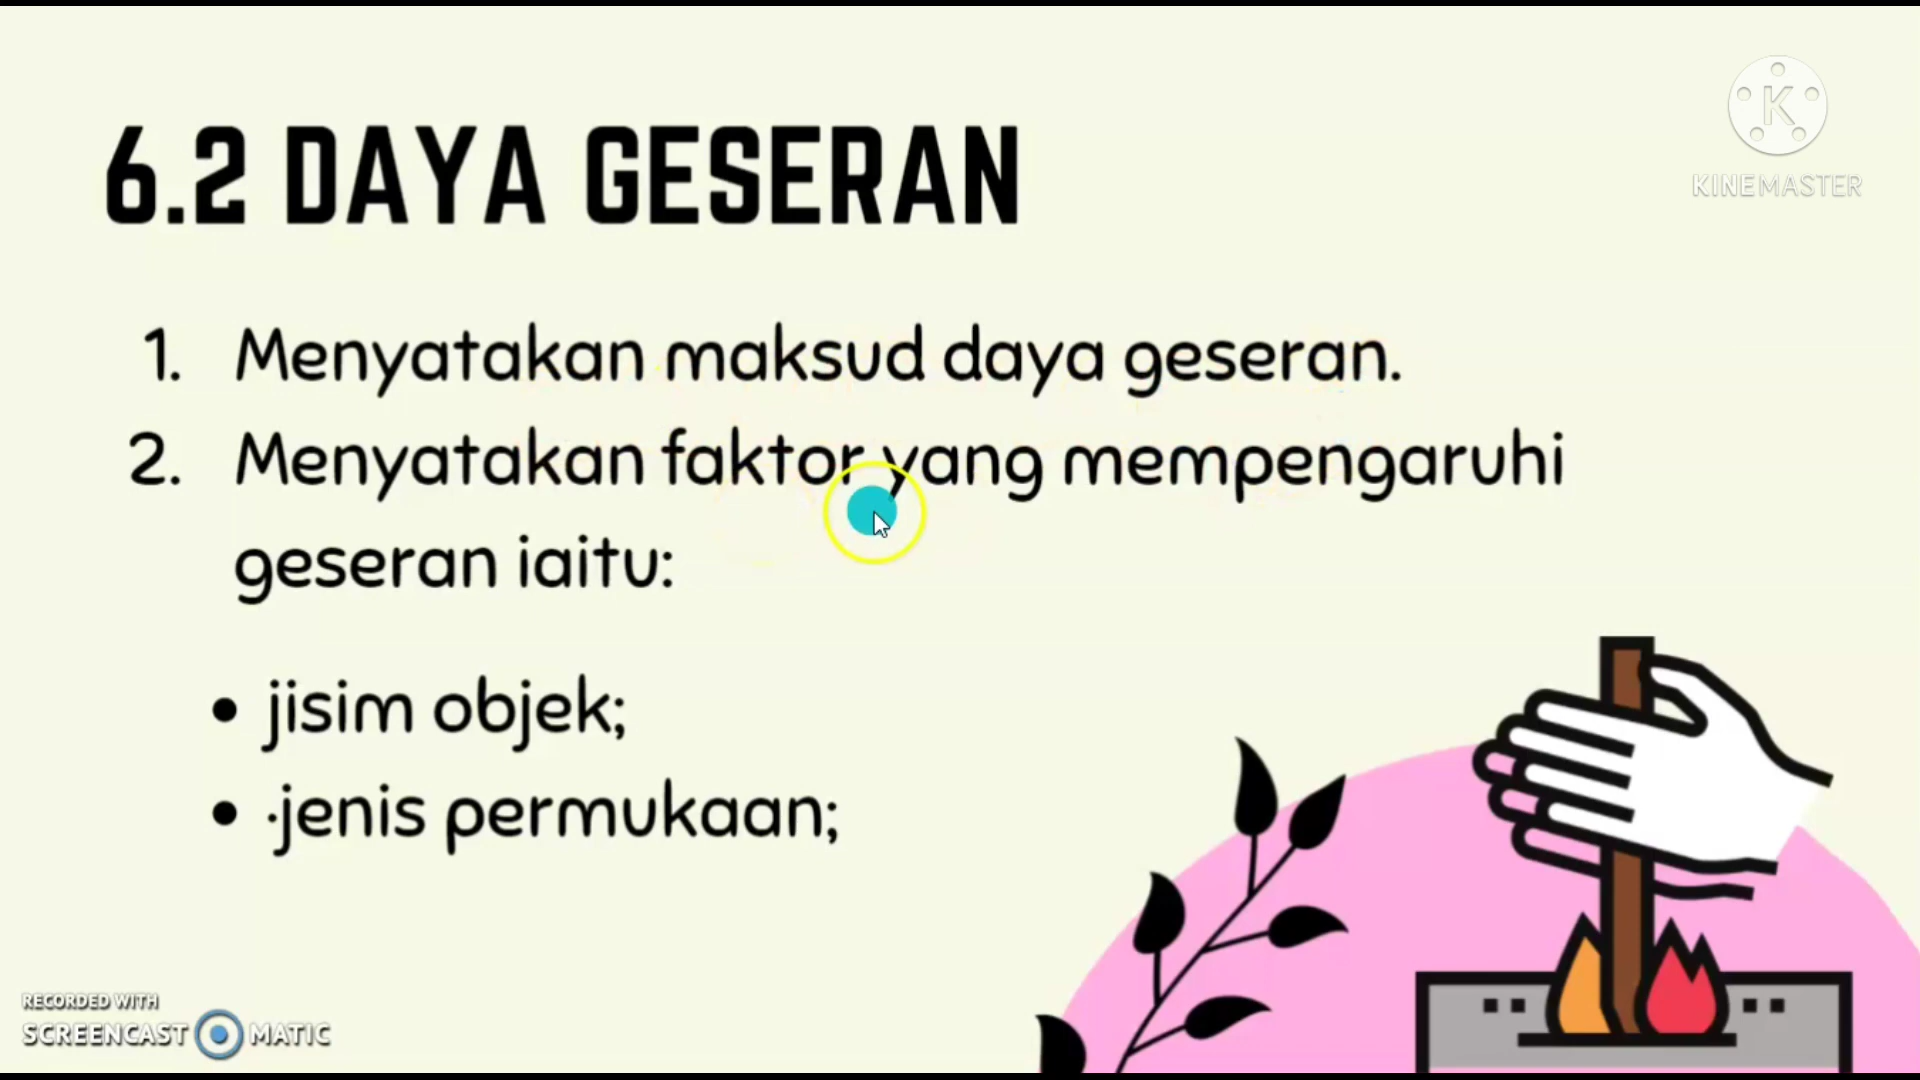 6.2 DAYA GESERAN
K
KINEMASTER
1. Menyatakan maksud daya geseran.
2. Menyatakan faktor yang mempengaruhi
geseran iaitu:
• jisim objek;
• ·jenis permukaan;
RECORDED WITH
SCREENCAST MATIC